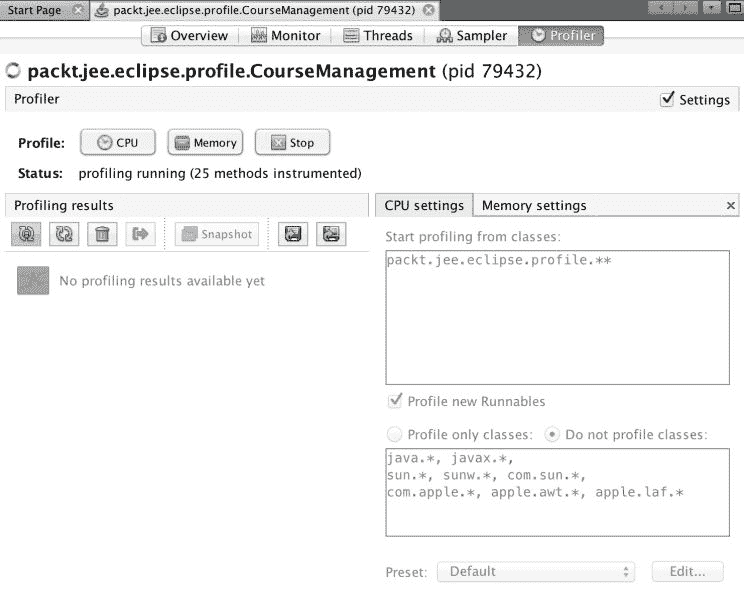 Start Page
packt.jee.eclipse.profile.CourseManagement (pid 79432)
Overview Monitor Threads Sampler Profiler
packt.jee.eclipse.profile.CourseManagement (pid 79432)
Profiler
Settings
Profile: CPU Memory Stop
Status: profiling running (25 methods instrumented)
Profiling results
Snapshot
No profiling results available yet
CPU settings Memory settings
Start profiling from classes:
packt.jee.eclipse.profile.**
Profile new Runnables
Profile only classes: Do not profile classes:
java.*, javax.*,
sun.*, sunw.*, com.sun.*,
com.apple.*, apple.awt.*, apple.laf.*
Preset: Default Edit...